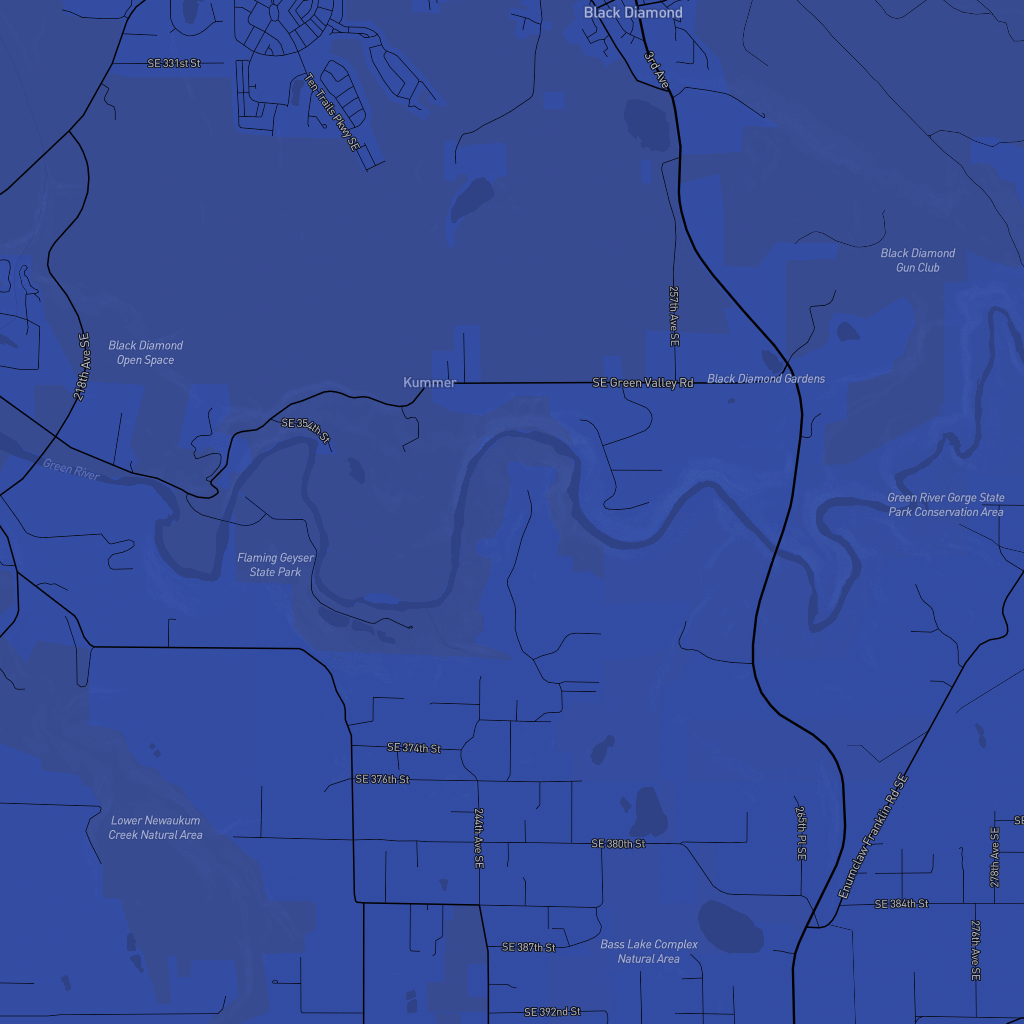 Black Diamond
SE 331st St
3rd Ave
Ten Trails Pkwy SE
Black Diamond
Gun Club
257th Ave SE
218th Ave SE
Black Diamond
Open Space
Kummer
SE Green Valley Rd
Black Diamond Gardens
SE 354th St
Green River
Green River Gorge State
Park Conservation Area
Flaming Geyser
State Park
SE 374th St
SE 376th St
Enumclaw Franklin Rd SE
244th Ave SE
265th Pl SE
Lower Newaukum
Creek Natural Area
SE 380th St
278th Ave SE
SE
SE 384th St
276th Ave SE
SE 387th St
Bass Lake Complex
Natural Area
SE 392nd St